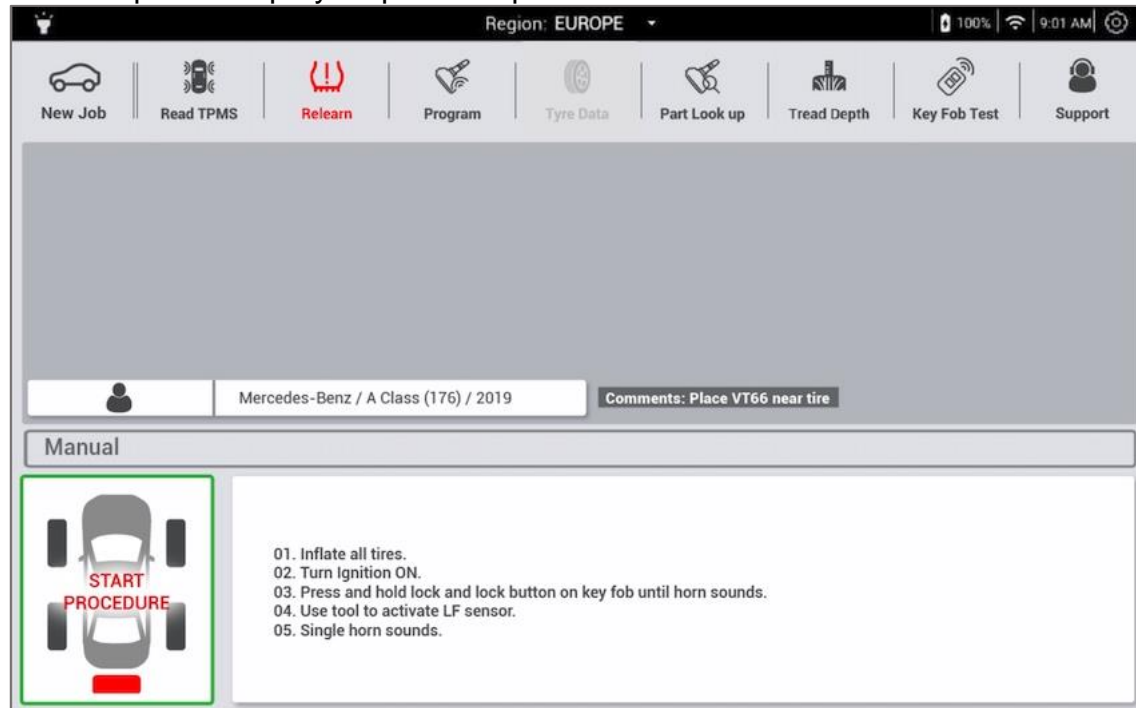 Region: EUROPE
100%
9:01 AM
New Job
Read TPMS
Relearn
Program
Tyre Data
Part Look up
Tread Depth
Key Fob Test
Support
Mercedes-Benz / A Class (176) / 2019
Comments: Place VT66 near tire
Manual
START
PROCEDURE
01. Inflate all tires.
02. Turn Ignition ON.
03. Press and hold lock and lock button on key fob until horn sounds.
04. Use tool to activate LF sensor.
05. Single horn sounds.